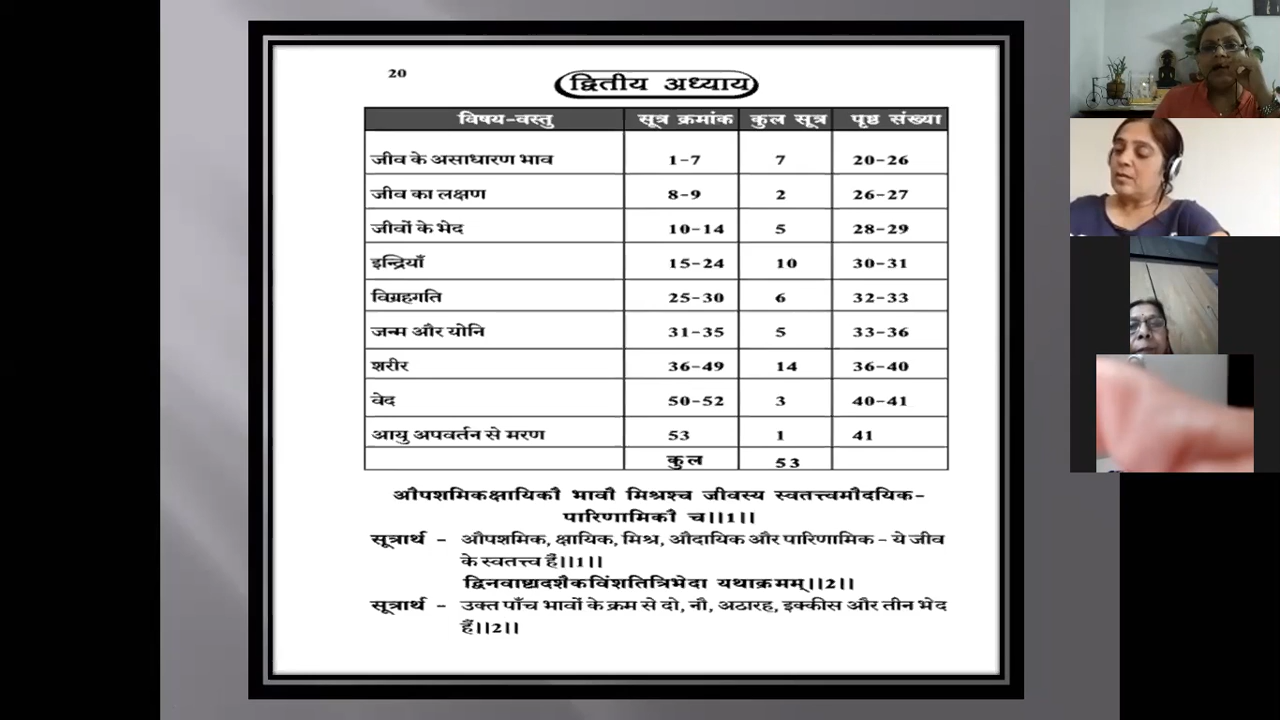 20
द्वितीय अध्याय
विषय-वस्तु सूत्र क्रमांक कुल सूत्र पृष्ठ संख्या
जीव के असाधारण भाव 1-7 7 20-26
जीव का लक्षण 8-9 2 26-27
जीवों के भेद 10-14 5 28-29
इन्द्रियाँ 15-24 10 30-31
विग्रहगति 25-30 6 32-33
जन्म और योनि 31-35 5 33-36
शरीर 36-49 14 36-40
वेद 50-52 3 40-41
आयु अपवर्तन से मरण 53 1 41
कुल 53
औपशमिकक्षायिकौ भावौ मिश्रश्च जीवस्य स्वतत्त्वमौदयिक-
पारिणामिकौ च||1||
सूत्रार्थ - औपशमिक, क्षायिक, मिश्र, औदायिक और पारिणामिक - ये जीव
के स्वतत्त्व हैं||1||
द्विनवाष्टादशैकविंशतित्रिभेदा यथाक्रमम्||2||
सूत्रार्थ - उक्त पाँच भावों के क्रम से दो, नौ, अठारह, इक्कीस और तीन भेद
हैं||2||